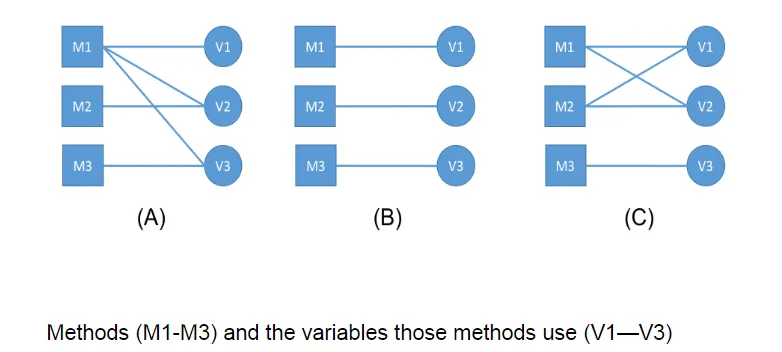 M1 V1 M1 V1 M1 V1
M2 V2 M2 V2 M2 V2
M3 V3 M3 V3 M3 V3
(A) (B) (C)
Methods (M1-M3) and the variables those methods use (V1—V3)